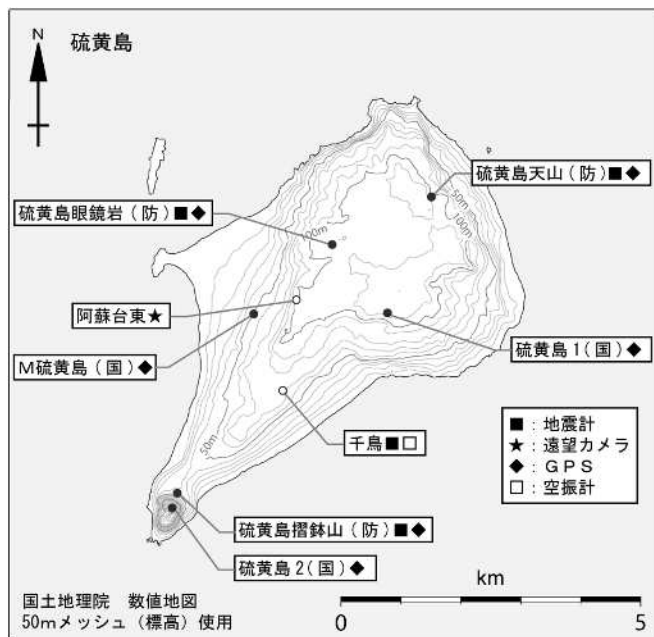 N
硫黄島
硫黄島天山(防)■◆
50m
100m
硫黄島眼鏡岩(防)■◆
100m
阿蘇台東★
M硫黄島(国)◆
硫黄島1(国)◆
50m
千鳥■□
■:地震計
★:遠望カメラ
◆:GPS
□:空振計
硫黄島摺鉢山(防)■◆
硫黄島2(国)◆
km
0
5
国土地理院 数値地図
50mメッシュ(標高)使用